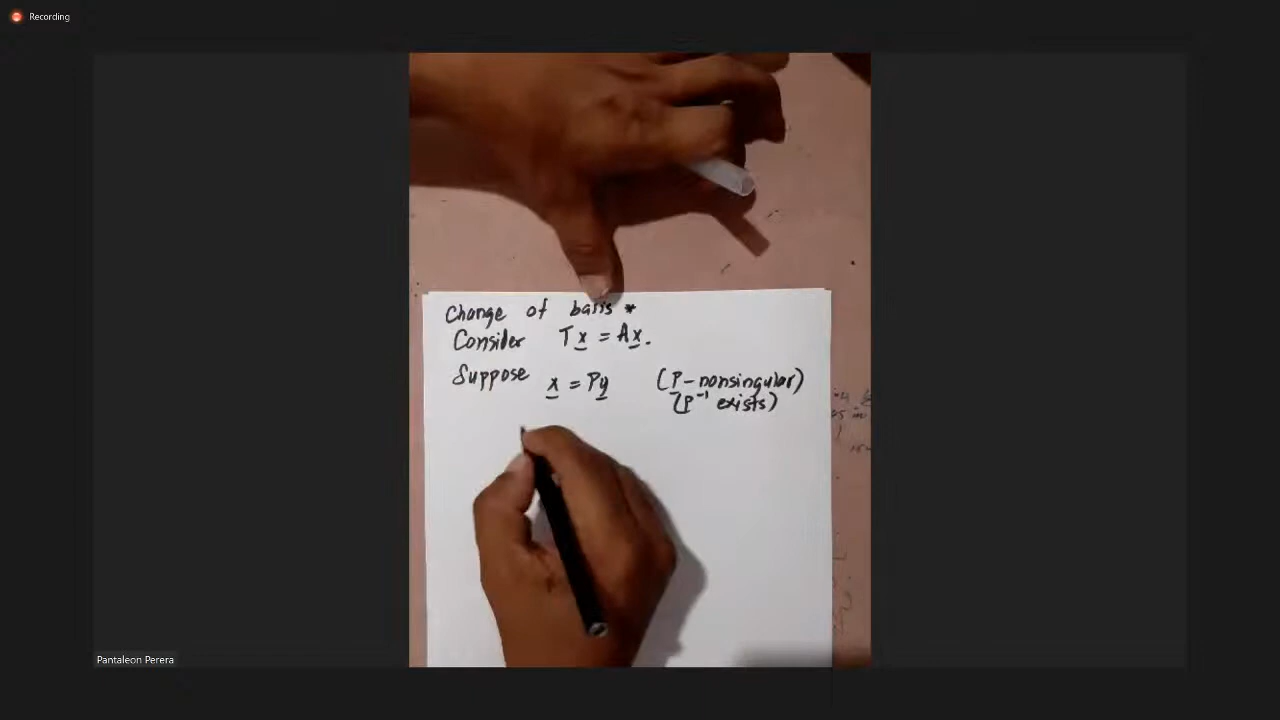 Recording
Change of basis *
Consider Tx = Ax.
Suppose x = Py (P-nonsingular)
(P⁻¹ exists)
Pantaleon Perera